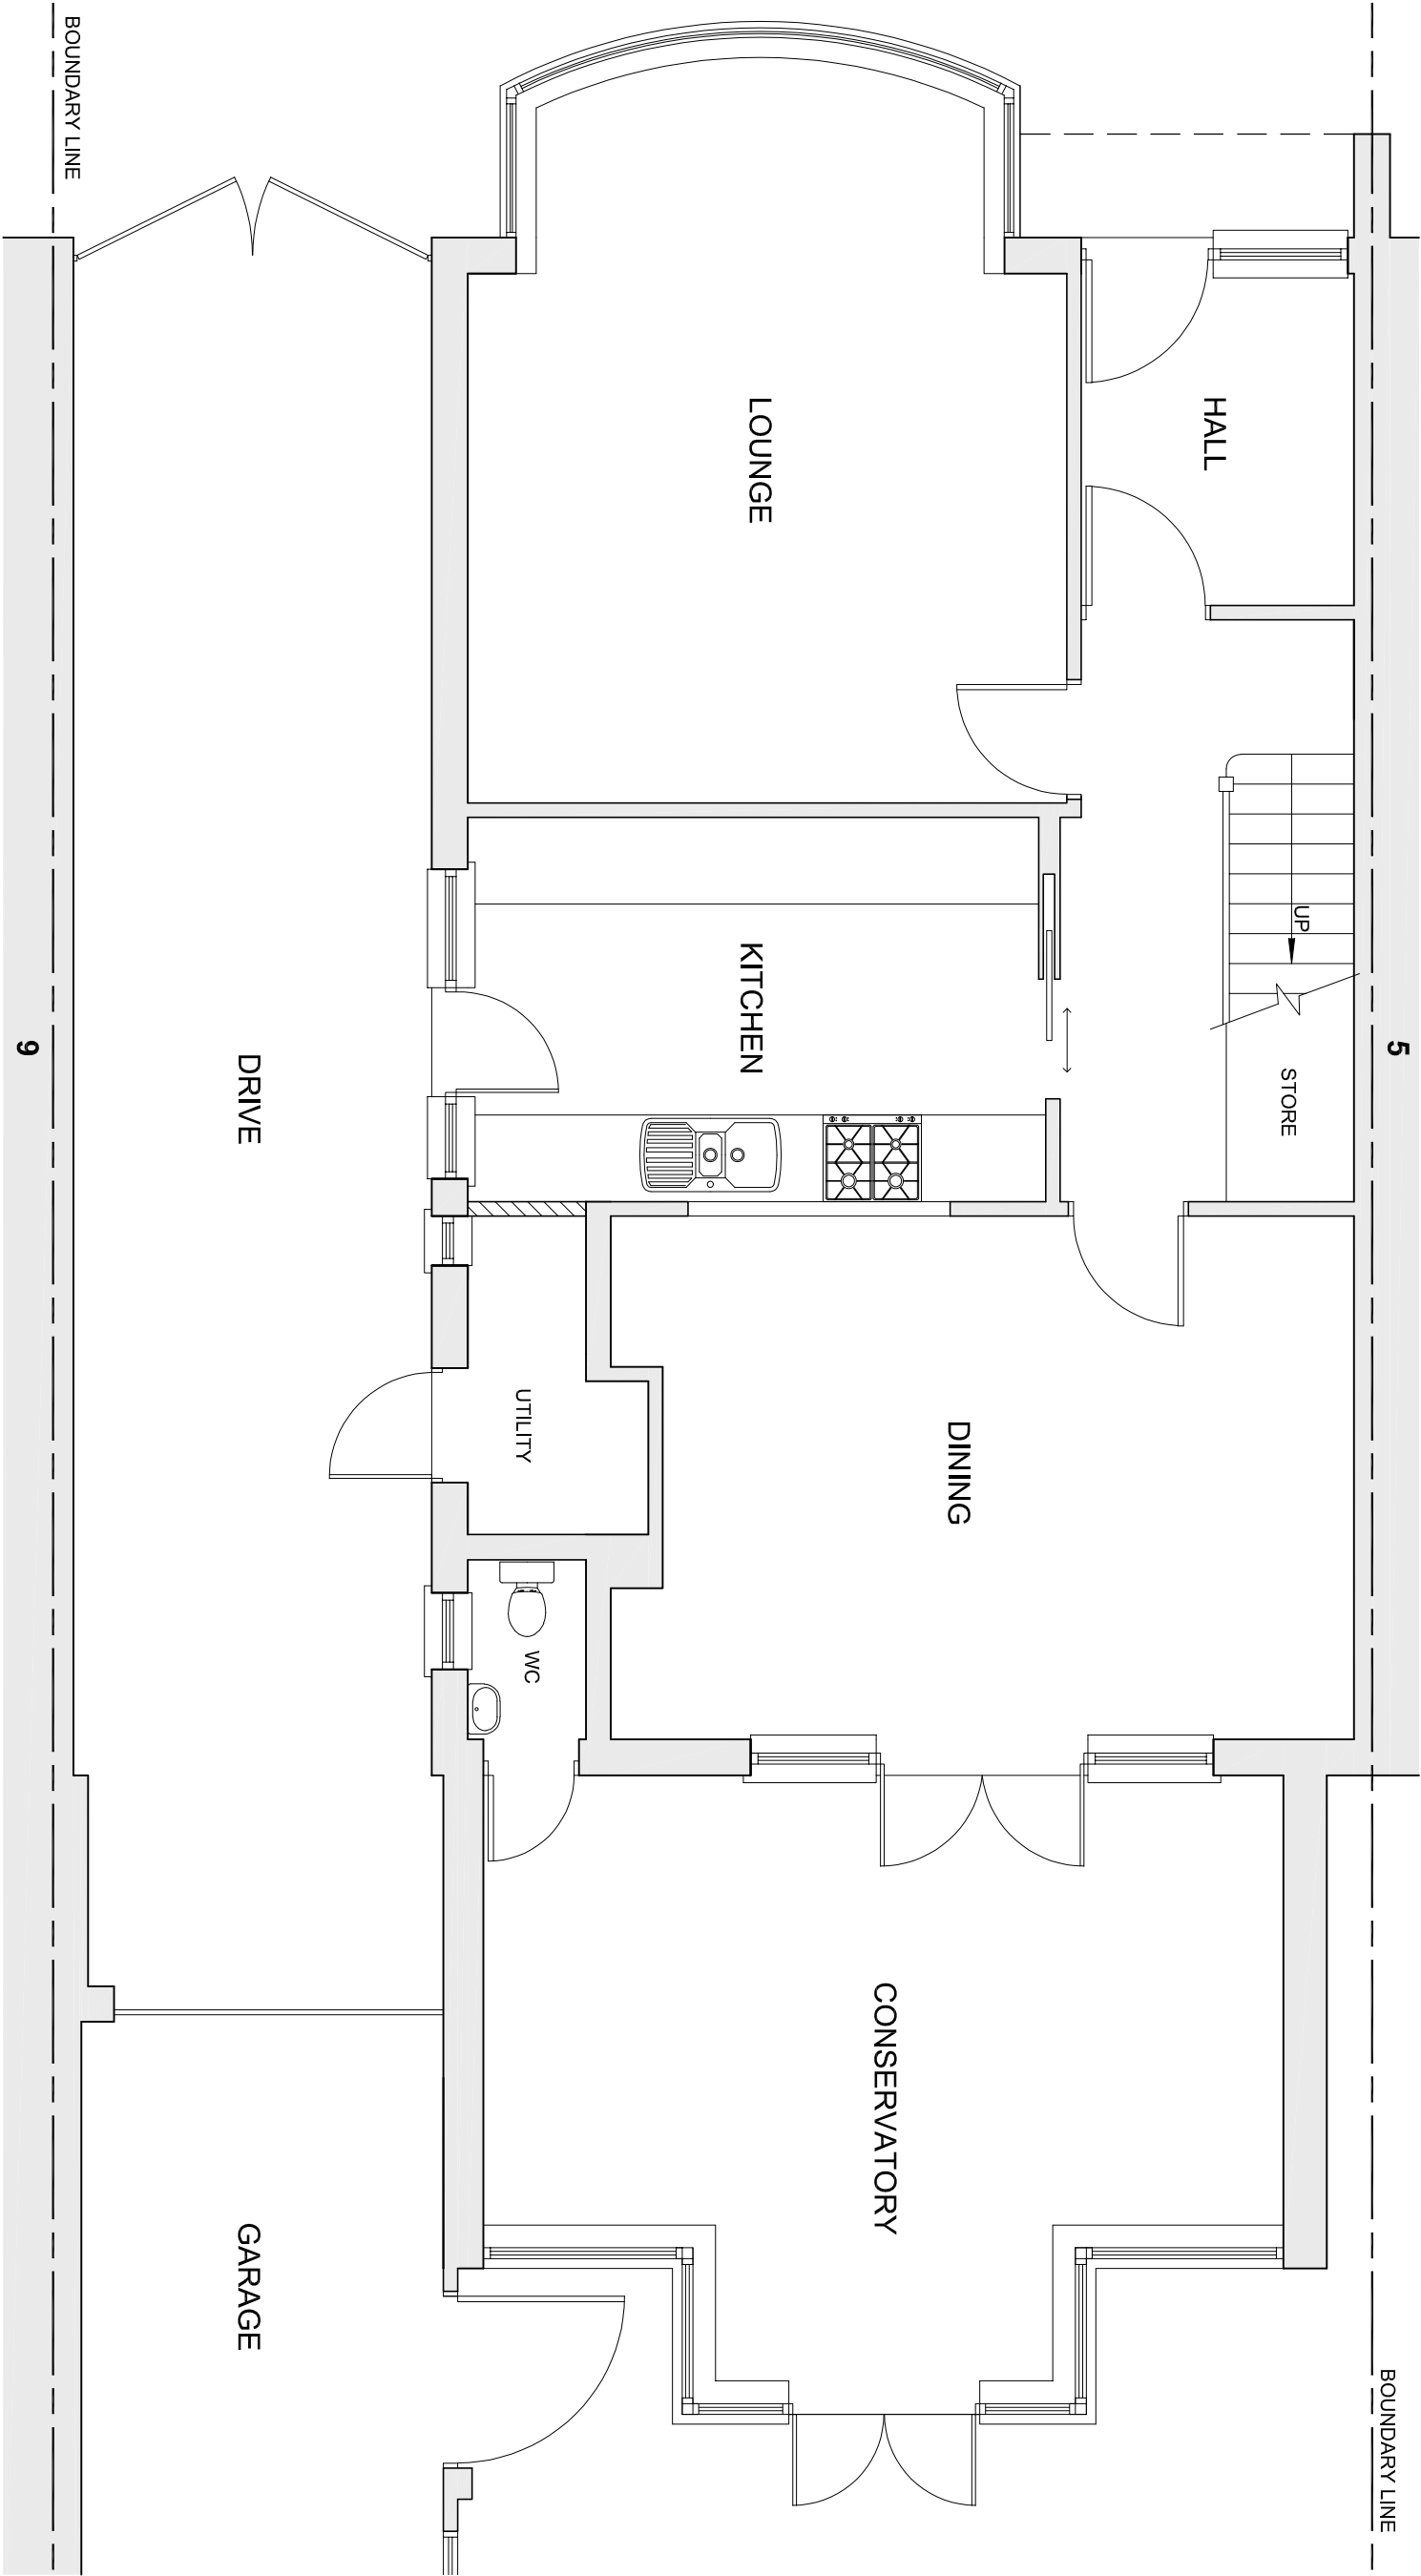 BOUNDARY LINE
5
HALL
UP
STORE
LOUNGE
KITCHEN
DINING
CONSERVATORY
UTILITY
WC
DRIVE
GARAGE
9
BOUNDARY LINE